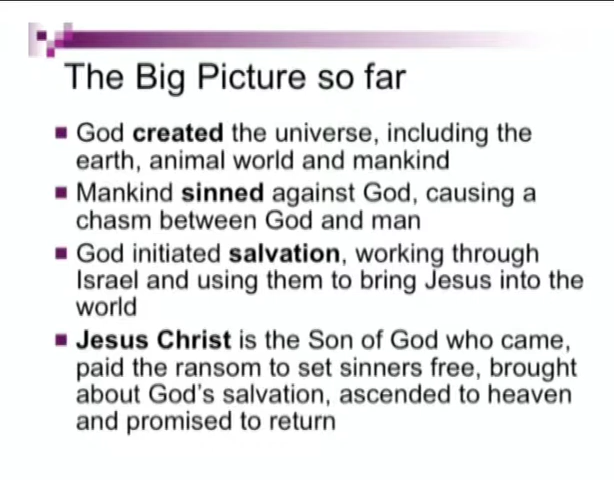 The Big Picture so far
God created the universe, including the
earth, animal world and mankind
Mankind sinned against God, causing a
chasm between God and man
God initiated salvation, working through
Israel and using them to bring Jesus into the
world
Jesus Christ is the Son of God who came,
paid the ransom to set sinners free, brought
about God's salvation, ascended to heaven
and promised to return